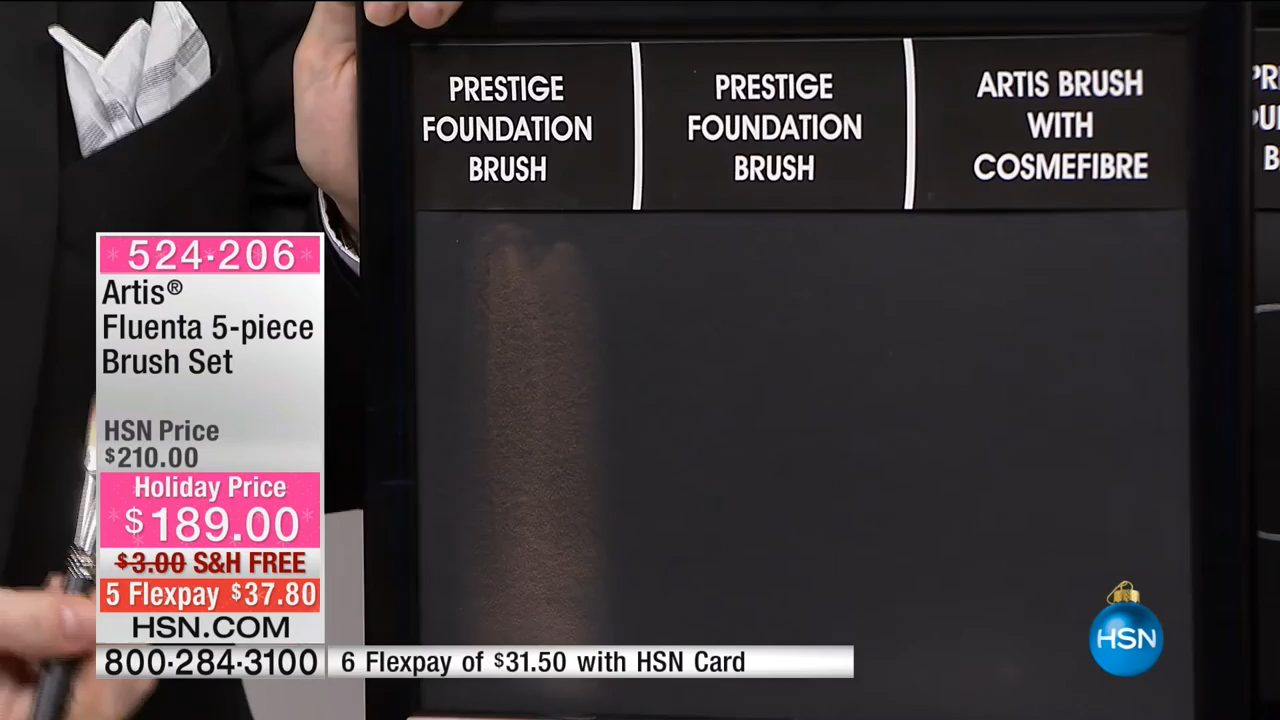 PRESTIGE
FOUNDATION
BRUSH
PRESTIGE
FOUNDATION
BRUSH
ARTIS BRUSH
WITH
COSMEFIBRE
524·206
Artis®
Fluenta 5-piece
Brush Set
HSN Price
$210.00
Holiday Price
$189.00
$3.00 S&H FREE
5 Flexpay $37.80
HSN.COM
800·284·3100
6 Flexpay of $31.50 with HSN Card
HSN